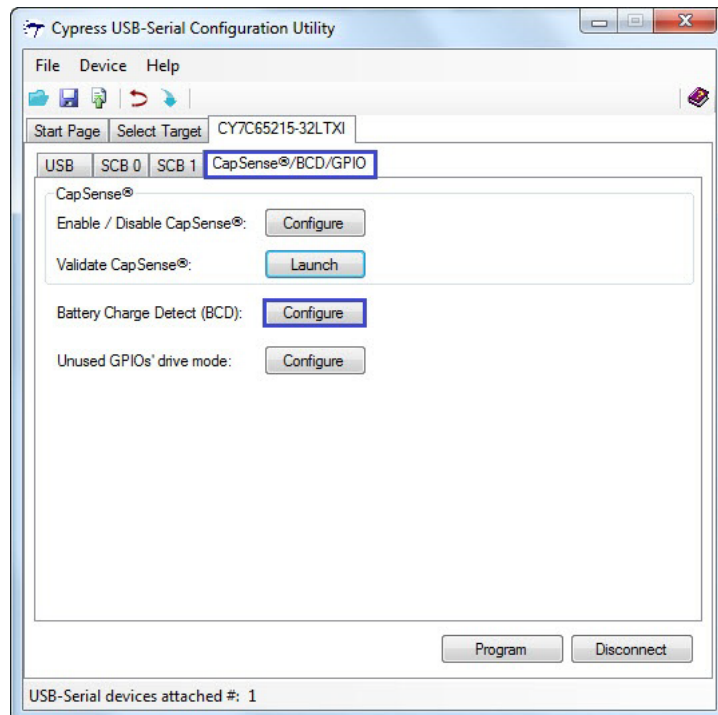 Cypress USB-Serial Configuration Utility
File Device Help
Start Page Select Target CY7C65215-32LTXI
USB SCB 0 SCB 1 CapSense®/BCD/GPIO
CapSense®
Enable / Disable CapSense®: Configure
Validate CapSense®: Launch
Battery Charge Detect (BCD): Configure
Unused GPIOs' drive mode: Configure
Program Disconnect
USB-Serial devices attached #: 1